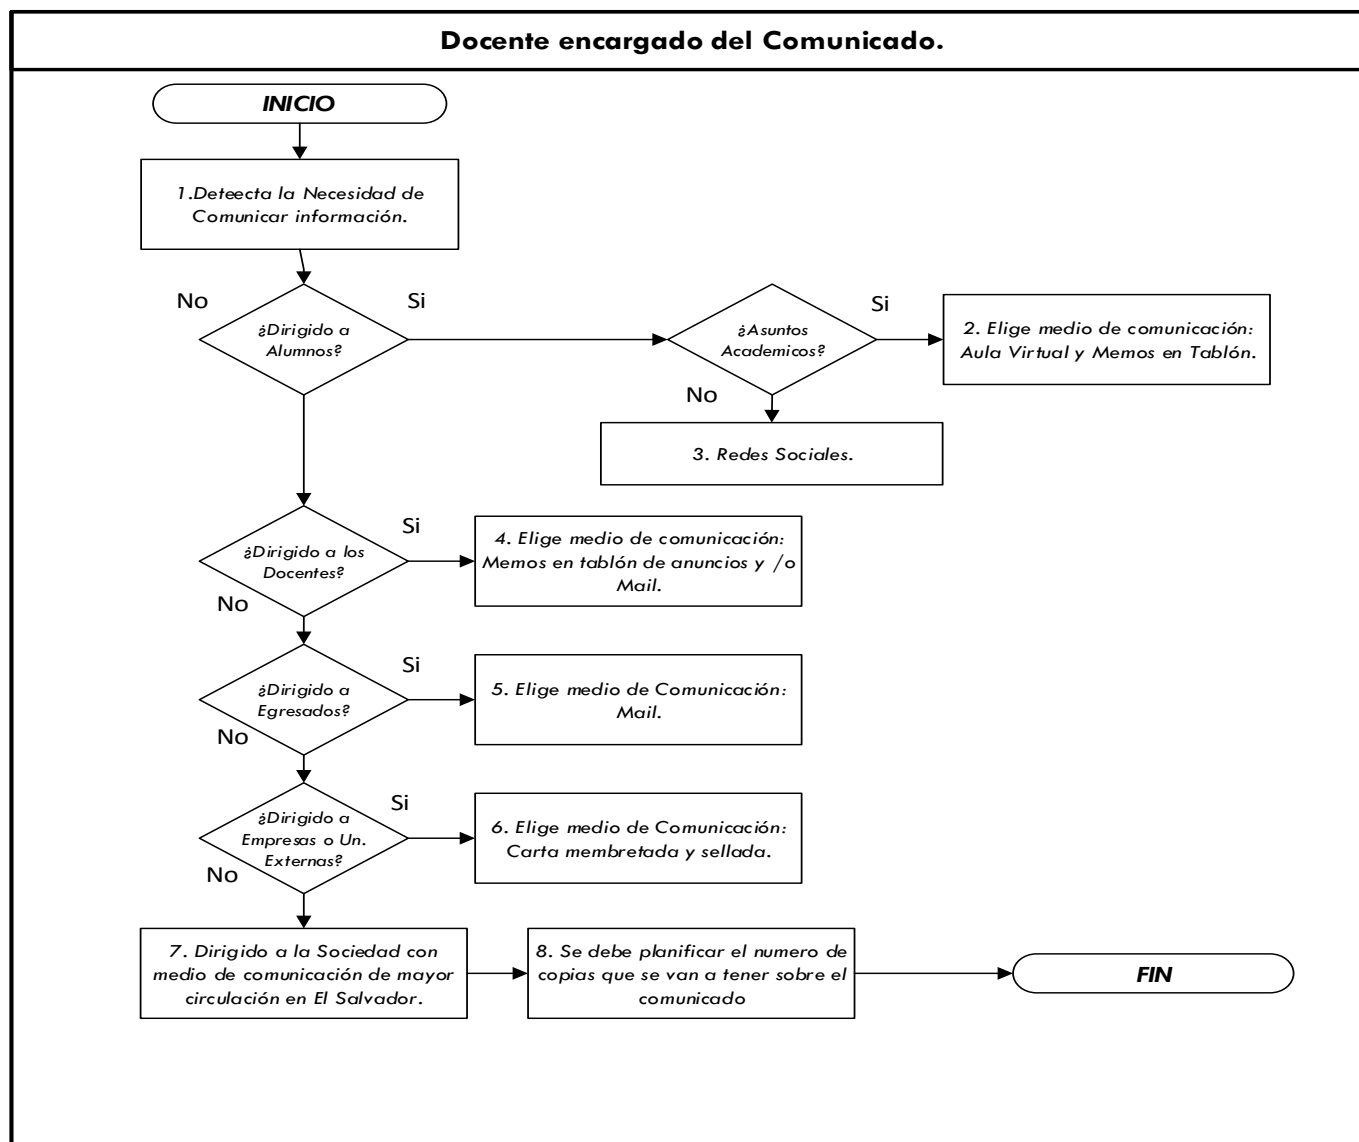 Docente encargado del Comunicado.
INICIO
1.Deteecta la Necesidad de
Comunicar información.
No
Si
¿Dirigido a
Alumnos?
¿Asuntos
Academicos?
Si
2. Elige medio de comunicación:
Aula Virtual y Memos en Tablón.
No
3. Redes Sociales.
¿Dirigido a los
Docentes?
Si
4. Elige medio de comunicación:
Memos en tablón de anuncios y /o
Mail.
No
¿Dirigido a
Egresados?
Si
5. Elige medio de Comunicación:
Mail.
No
¿Dirigido a
Empresas o Un.
Externas?
Si
6. Elige medio de Comunicación:
Carta membretada y sellada.
No
7. Dirigido a la Sociedad con
medio de comunicación de mayor
circulación en El Salvador.
8. Se debe planificar el numero de
copias que se van a tener sobre el
comunicado
FIN